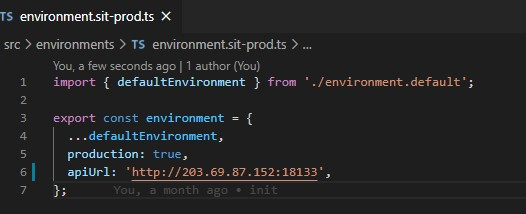 TS environment.sit-prod.ts ×
src > environments > TS environment.sit-prod.ts > ...
You, a few seconds ago | 1 author (You)
1 import { defaultEnvironment } from './environment.default';
2
3 export const environment = {
4 ...defaultEnvironment,
5 production: true,
6 apiUrl: 'http://203.69.87.152:18133',
7 }; You, a month ago • init